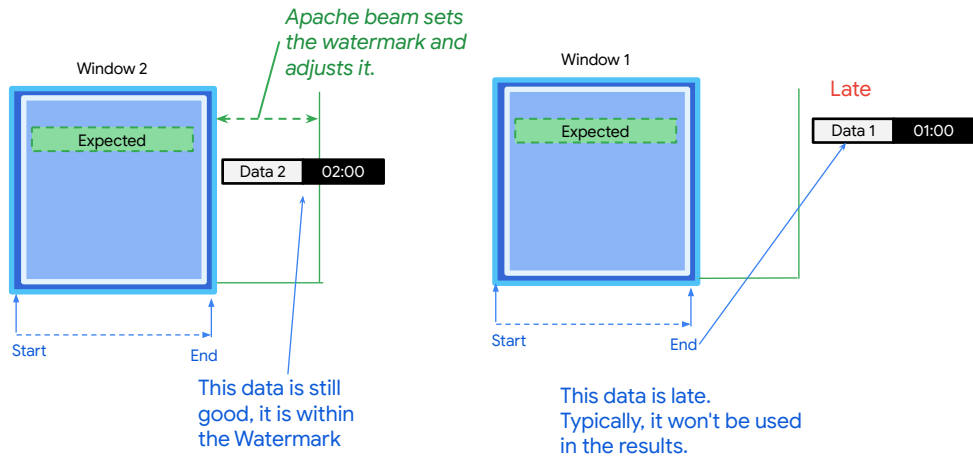 Apache beam sets
the watermark and
adjusts it.
Window 2
Expected
Data 2 02:00
Start
End
This data is still
good, it is within
the Watermark
Window 1
Late
Expected
Data 1 01:00
Start
End
This data is late.
Typically, it won't be used
in the results.